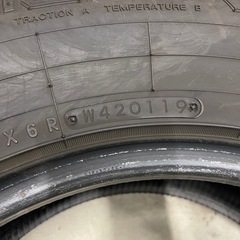 TRACTION A TEMPERATURE B
X6R W420119